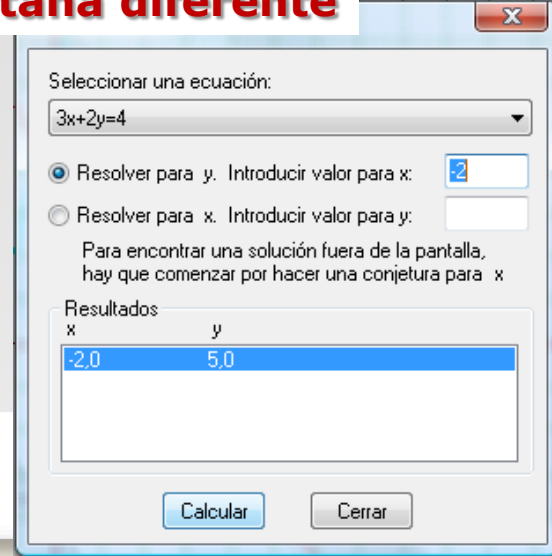 tana diferente
Seleccionar una ecuación:
3x+2y=4
Resolver para y. Introducir valor para x: -2
Resolver para x. Introducir valor para y:
Para encontrar una solución fuera de la pantalla,
hay que comenzar por hacer una conjetura para x
Resultados
x y
-2,0 5,0
Calcular Cerrar